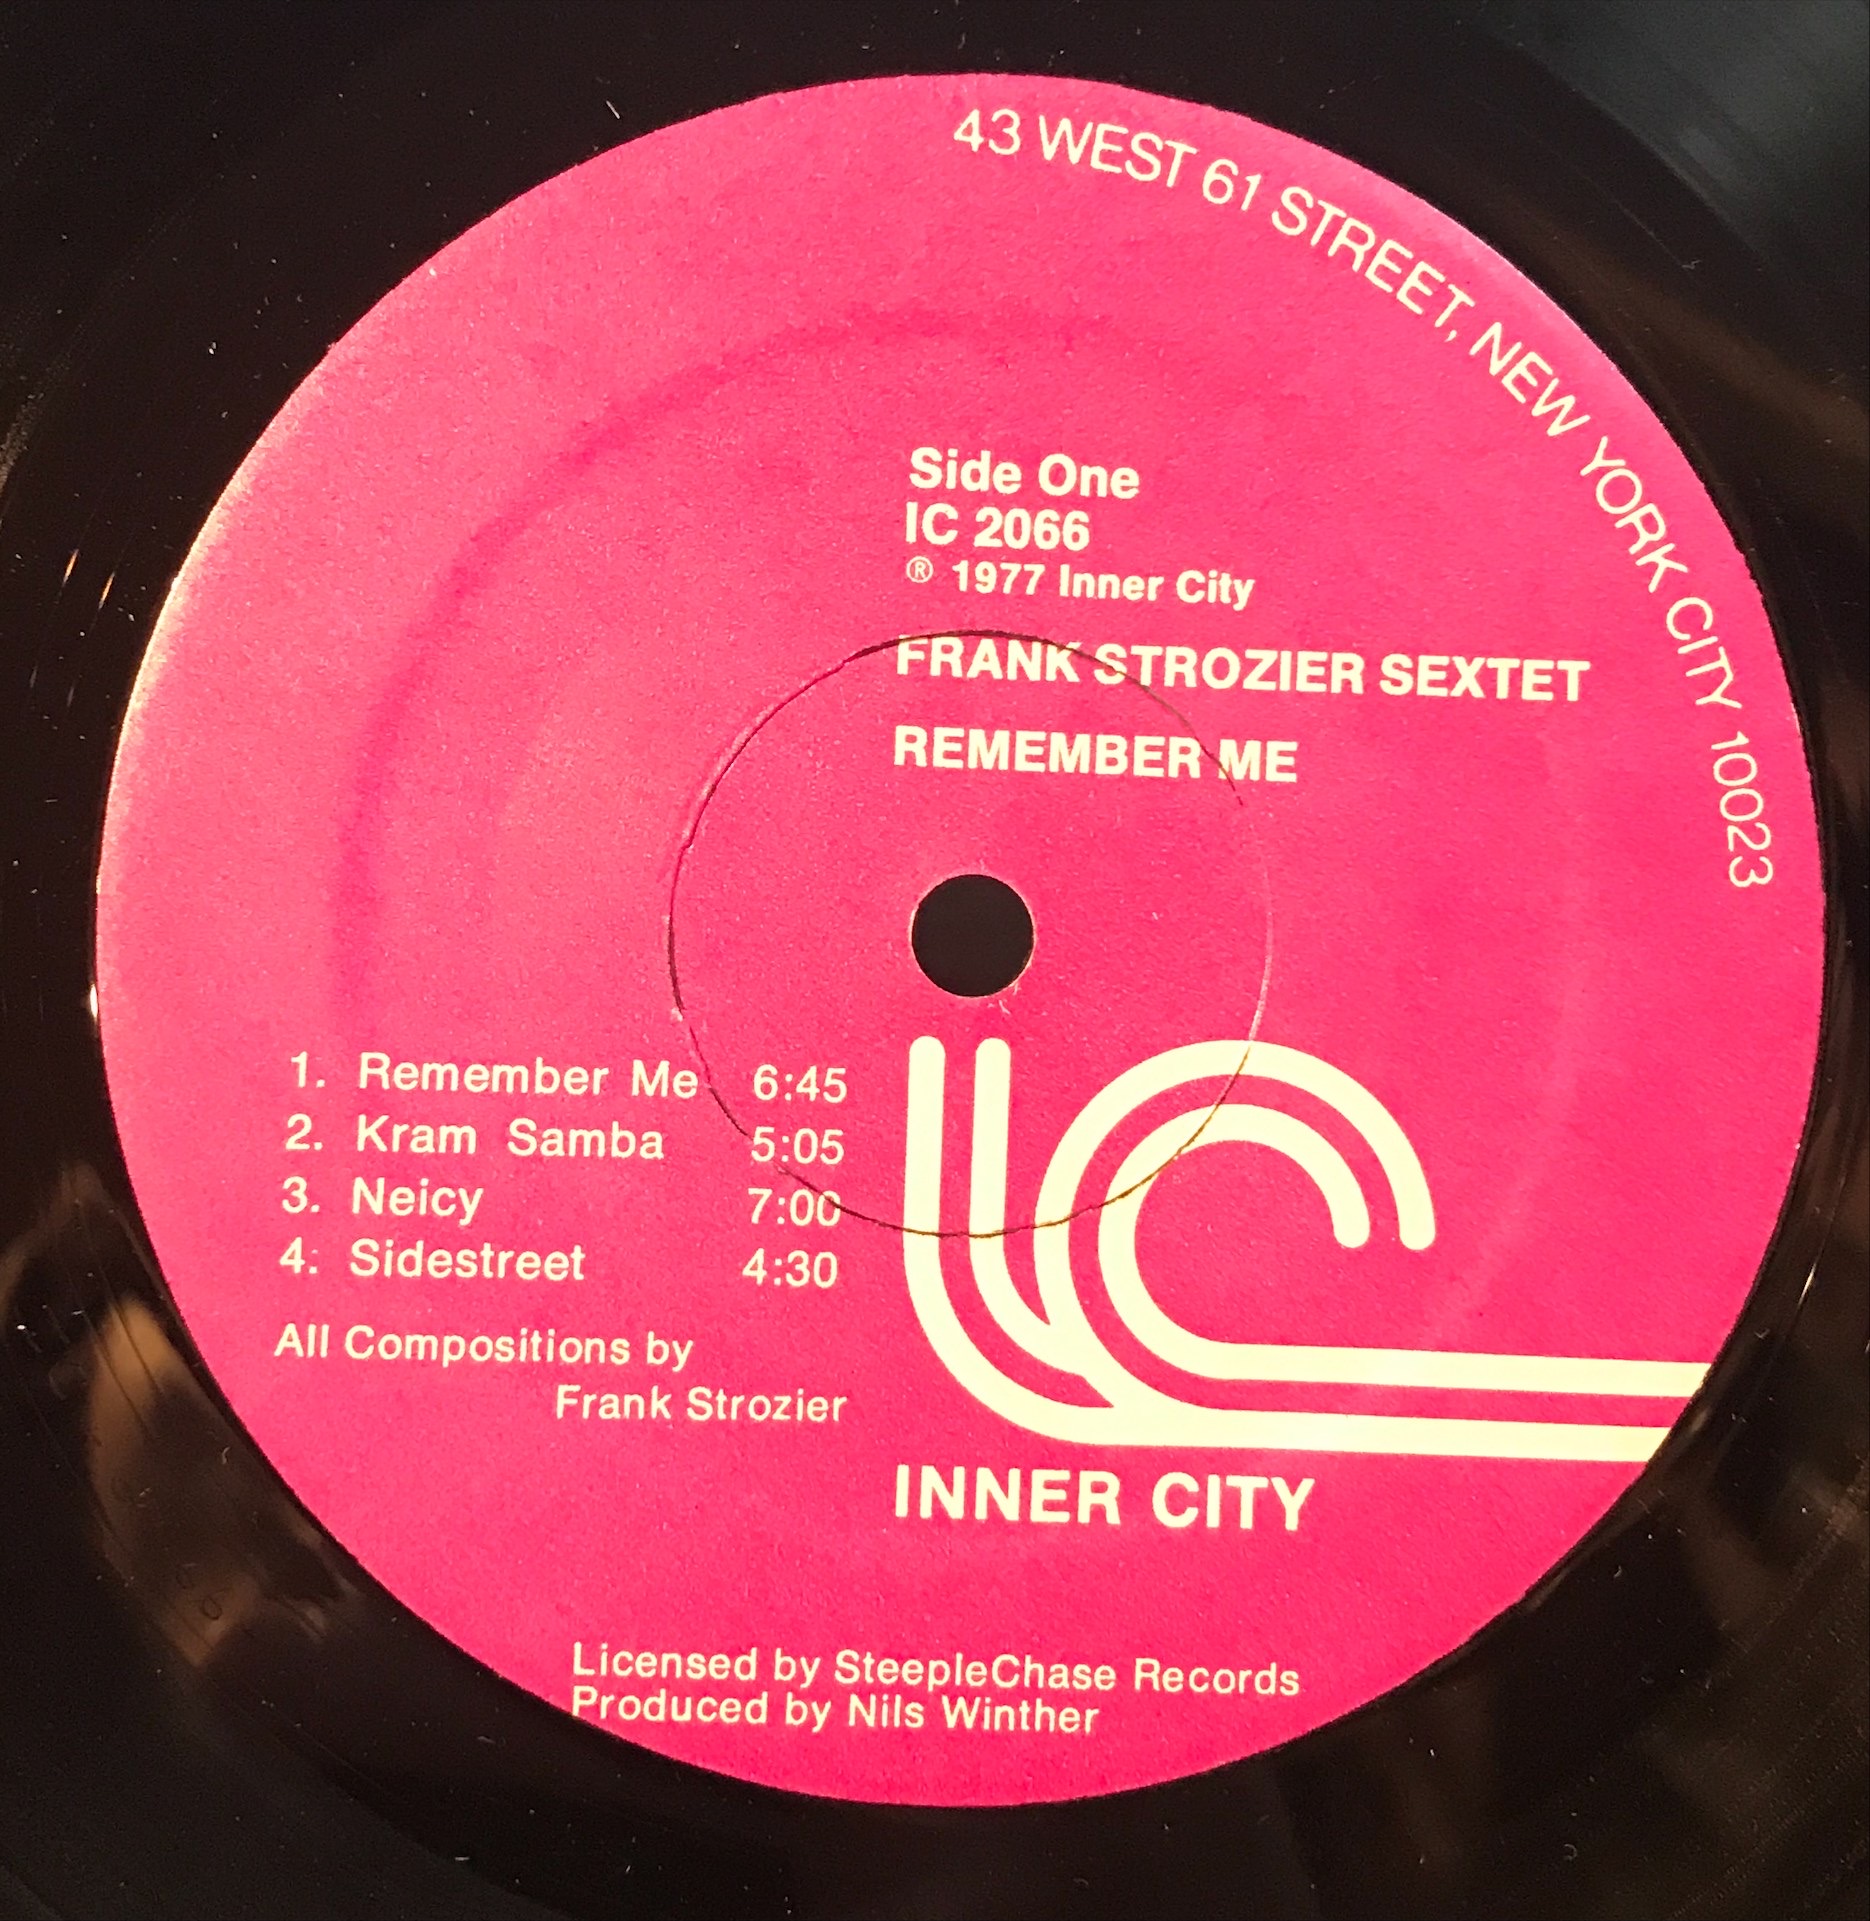 43 WEST 61 STREET, NEW YORK CITY 10023
Side One
IC 2066
® 1977 Inner City
FRANK STROZIER SEXTET
REMEMBER ME
1. Remember Me 6:45
2. Kram Samba 5:05
3. Neicy 7:00
4. Sidestreet 4:30
All Compositions by
Frank Strozier
IC
INNER CITY
Licensed by SteepleChase Records
Produced by Nils Winther